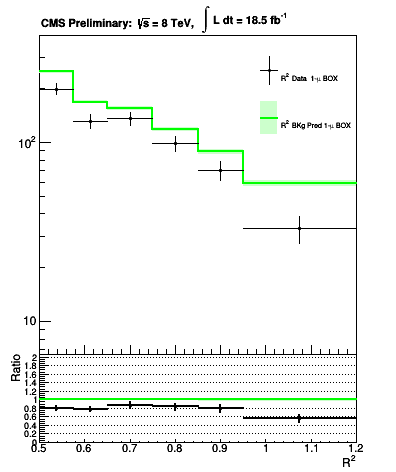 CMS Preliminary: √s = 8 TeV, ∫ L dt = 18.5 fb⁻¹
R² Data 1-μ BOX
R² BKg Pred 1-μ BOX
10²
10
Ratio
2
1.8
1.6
1.4
1.2
1
0.8
0.6
0.4
0.2
0
0.5 0.6 0.7 0.8 0.9 1 1.1 1.2
R²